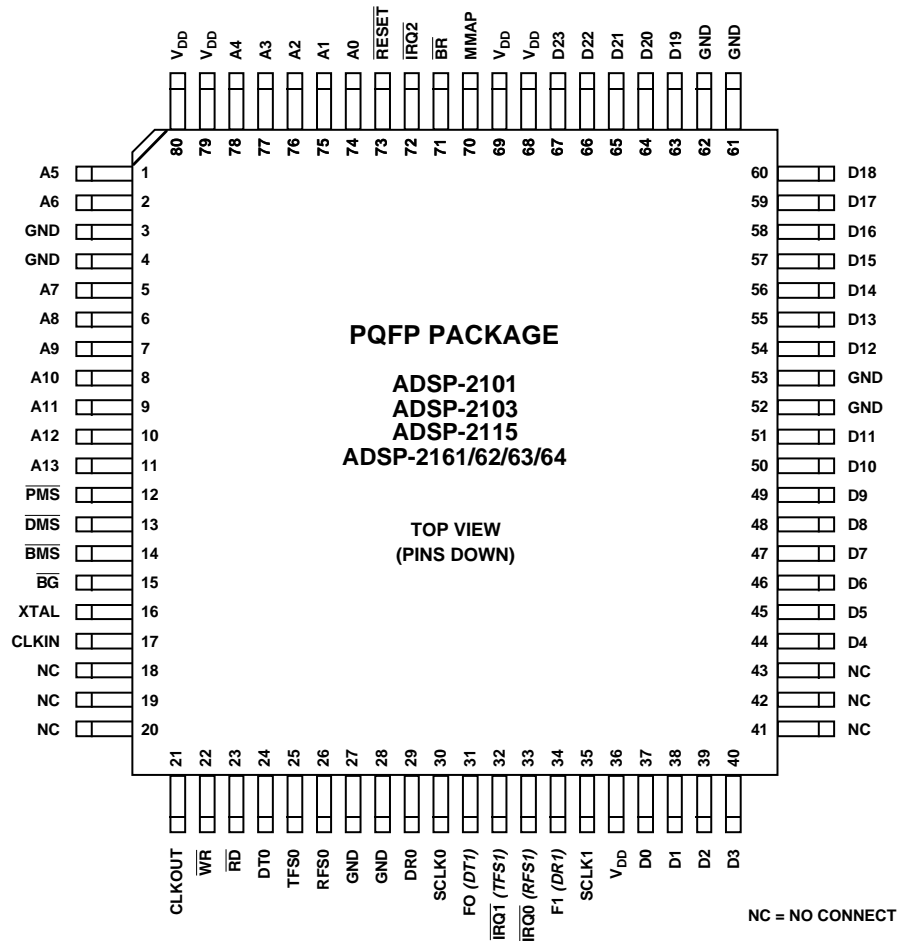 VDD VDD A4 A3 A2 A1 A0 RESET IRQ2 BR MMAP VDD VDD D23 D22 D21 D20 D19 GND GND
80 79 78 77 76 75 74 73 72 71 70 69 68 67 66 65 64 63 62 61
A5 1 60 D18
A6 2 59 D17
GND 3 58 D16
GND 4 57 D15
A7 5 56 D14
A8 6 55 D13
A9 7 54 D12
A10 8 53 GND
A11 9 52 GND
A12 10 51 D11
A13 11 50 D10
PMS 12 49 D9
DMS 13 48 D8
BMS 14 47 D7
BG 15 46 D6
XTAL 16 45 D5
CLKIN 17 44 D4
NC 18 43 NC
NC 19 42 NC
NC 20 41 NC
PQFP PACKAGE
ADSP-2101
ADSP-2103
ADSP-2115
ADSP-2161/62/63/64
TOP VIEW
(PINS DOWN)
21 22 23 24 25 26 27 28 29 30 31 32 33 34 35 36 37 38 39 40
CLKOUT WR RD DT0 TFS0 RFS0 GND GND DR0 SCLK0 FO (DT1) IRQ1 (TFS1) IRQ0 (RFS1) F1 (DR1) SCLK1 VDD D0 D1 D2 D3
NC = NO CONNECT